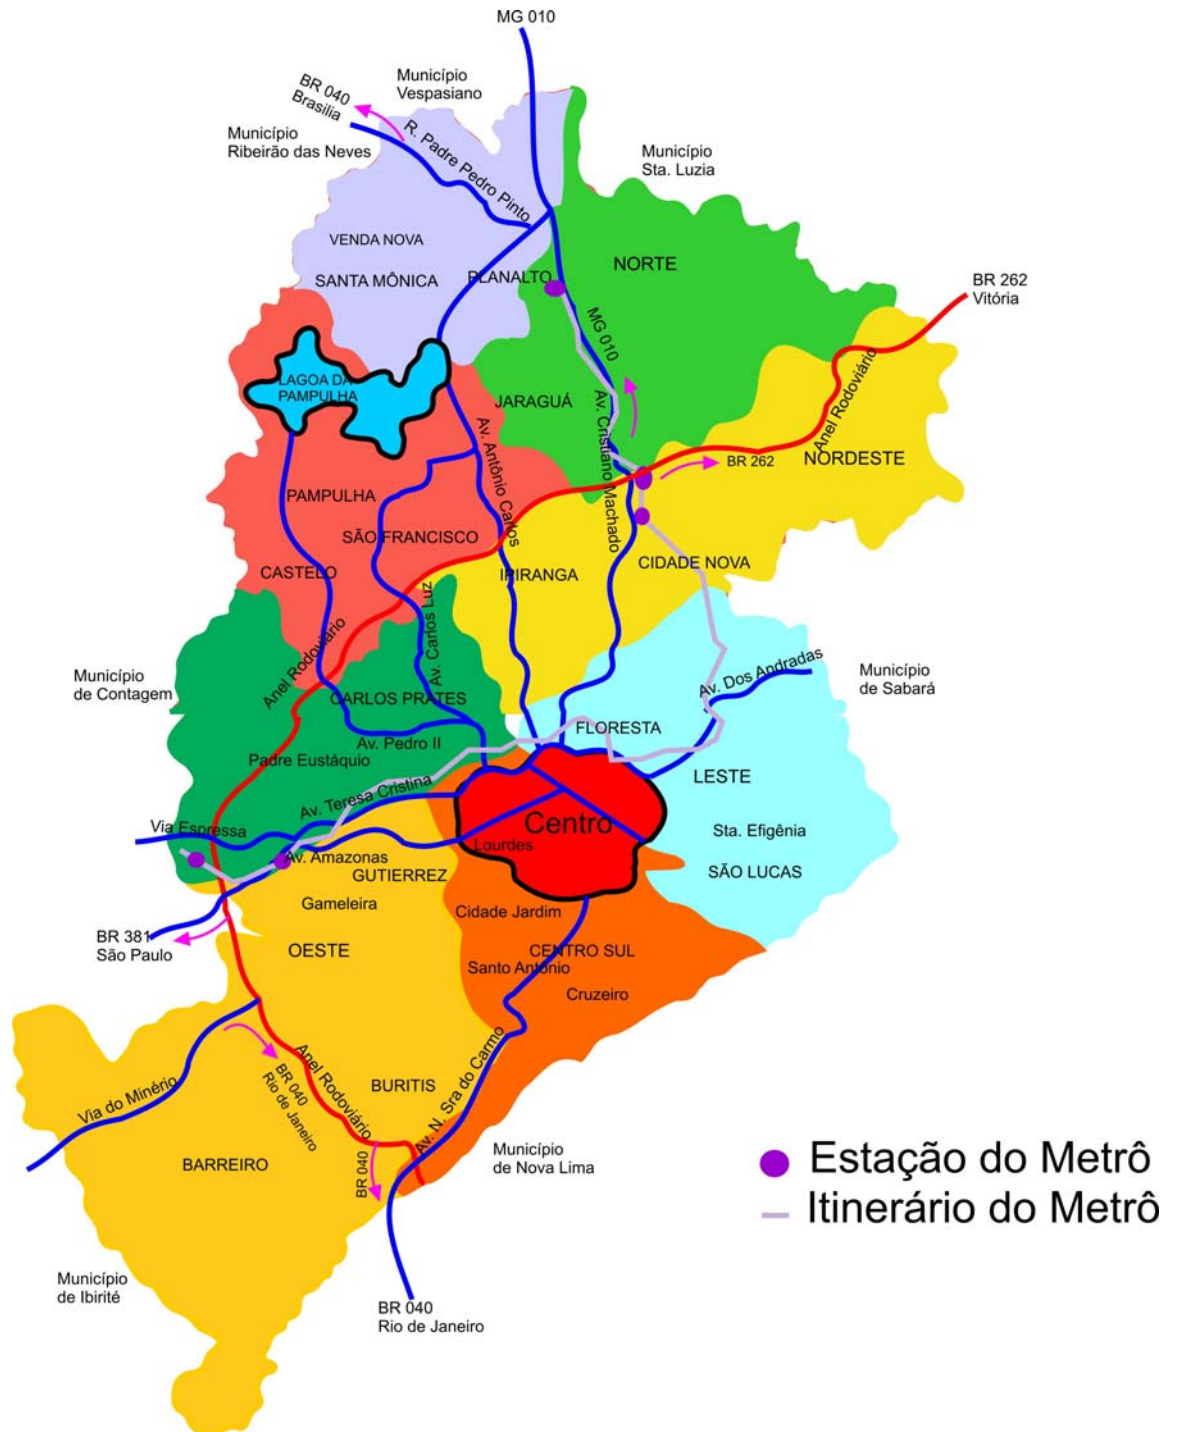 MG 010
Município
Vespasiano
BR 040
Brasilia
Município
Ribeirão das Neves
R. Padre Pedro Pinto
Município
Sta. Luzia
VENDA NOVA
SANTA MÔNICA
PLANALTO
NORTE
BR 262
Vitória
MG 010
LAGOA DA
PAMPULHA
JARAGUÁ
Av. Antônio Carlos
Av. Cristiano Machado
Anel Rodoviário
BR 262
NORDESTE
PAMPULHA
SÃO FRANCISCO
CASTELO
IPIRANGA
CIDADE NOVA
Av. Carlos Luz
Anel Rodoviário
Município
de Contagem
CARLOS PRATES
Av. Dos Andradas
Município
de Sabará
FLORESTA
Av. Pedro II
Padre Eustáquio
LESTE
Av. Teresa Cristina
Via Espressa
Centro
Sta. Efigênia
Lourdes
Av. Amazonas
GUTIERREZ
SÃO LUCAS
Gameleira
Cidade Jardim
BR 381
São Paulo
OESTE
CENTRO SUL
Santo Antônio
Cruzeiro
Anel Rodoviário
BR 040
Rio de Janeiro
Via do Minério
BURITIS
Av. N. Sra do Carmo
BARREIRO
BR 040
Município
de Nova Lima
Estação do Metrô
Itinerário do Metrô
Município
de Ibirité
BR 040
Rio de Janeiro